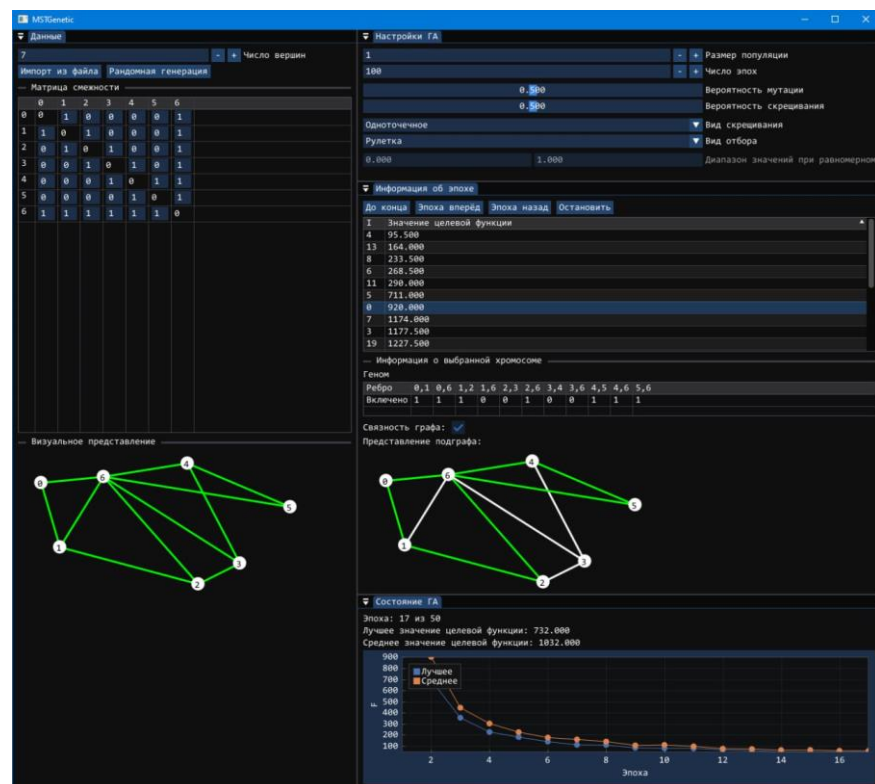 MSTGenetic
Данные
7 - + Число вершин
Импорт из файла Рандомная генерация
Матрица смежности
0 1 2 3 4 5 6
0 0 1 0 0 0 0 1
1 1 0 1 0 0 0 1
2 0 1 0 1 0 0 1
3 0 0 1 0 1 0 1
4 0 0 0 1 0 1 1
5 0 0 0 0 1 0 1
6 1 1 1 1 1 1 0
Визуальное представление
0
6
4
5
1
3
2
Настройки ГА
1 - + Размер популяции
100 - + Число эпох
0.500 Вероятность мутации
0.500 Вероятность скрещивания
Одноточечное Вид скрещивания
Рулетка Вид отбора
0.000 1.000 Диапазон значений при равномерном
Информация об эпохе
До конца Эпоха вперёд Эпоха назад Остановить
I Значение целевой функции
4 95.500
13 164.000
8 233.500
6 268.500
11 290.000
5 711.000
0 920.000
7 1174.000
3 1177.500
19 1227.500
Информация о выбранной хромосоме
Геном
Ребро 0,1 0,6 1,2 1,6 2,3 2,6 3,4 3,6 4,5 4,6 5,6
Включено 1 1 1 0 0 1 0 0 1 1 1
Связность графа:
Представление подграфа:
0
6
4
5
1
3
2
Состояние ГА
Эпоха: 17 из 50
Лучшее значение целевой функции: 732.000
Среднее значение целевой функции: 1032.000
900
800
700
600
500
400
300
200
100
F
Лучшее
Среднее
2 4 6 8 10 12 14 16
Эпоха